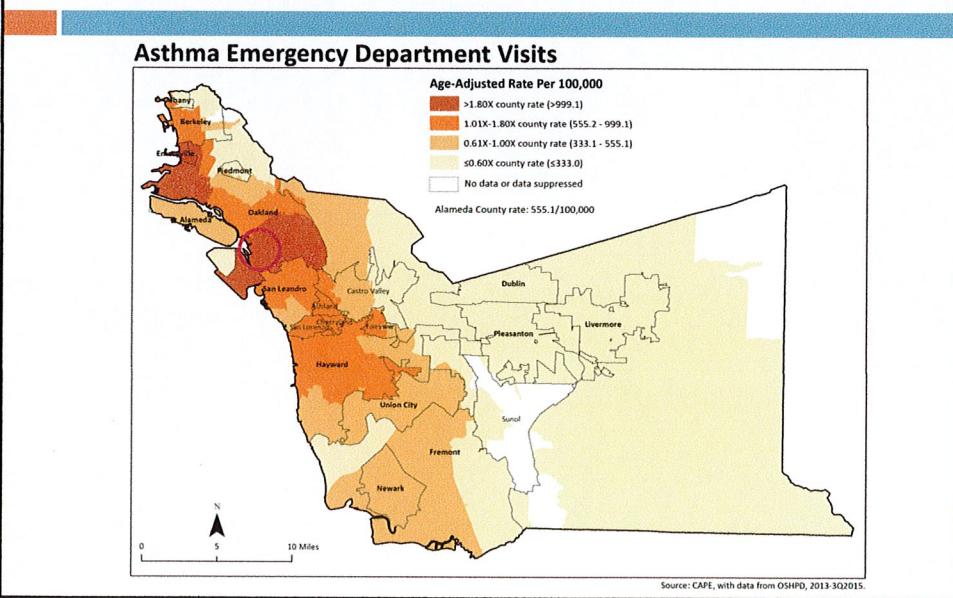 Asthma Emergency Department Visits
Age-Adjusted Rate Per 100,000
>1.80X county rate (>999.1)
1.01X-1.80X county rate (555.2 - 999.1)
0.61X-1.00X county rate (333.1 - 555.1)
≤0.60X county rate (≤333.0)
No data or data suppressed
Alameda County rate: 555.1/100,000
Albany
Berkeley
Emeryville
Piedmont
Oakland
Alameda
San Leandro
Castro Valley
Ashland
Cherryland
San Lorenzo
Fairview
Hayward
Dublin
Pleasanton
Livermore
Union City
Sunol
Fremont
Newark
N
0 5 10 Miles
Source: CAPE, with data from OSHPD, 2013-3Q2015.